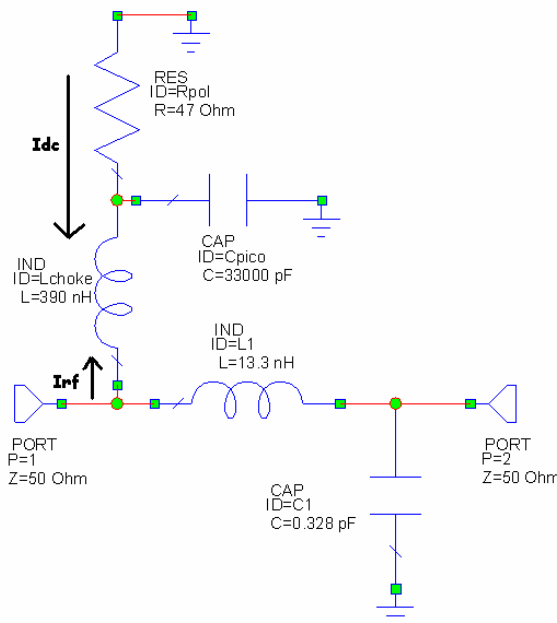 RES
ID=Rpol
R=47 Ohm
Idc
CAP
ID=Cpico
C=33000 pF
IND
ID=Lchoke
L=390 nH
IND
ID=L1
L=13.3 nH
Irf
PORT
P=1
Z=50 Ohm
PORT
P=2
Z=50 Ohm
CAP
ID=C1
C=0.328 pF